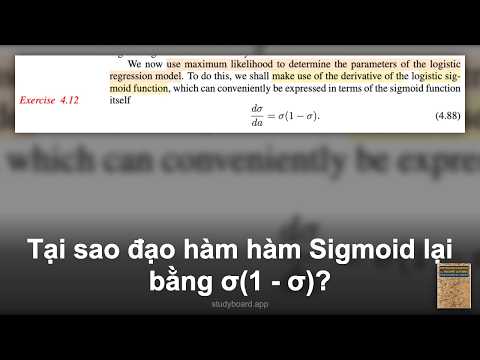 We now use maximum likelihood to determine the parameters of the logistic
regression model. To do this, we shall make use of the derivative of the logistic sig-
Exercise 4.12 moid function, which can conveniently be expressed in terms of the sigmoid function
itself
dσ/da = σ(1 − σ). (4.88)
which can conveniently be expre
Tại sao đạo hàm hàm Sigmoid lại
bằng σ(1 - σ)?
studyboard.app